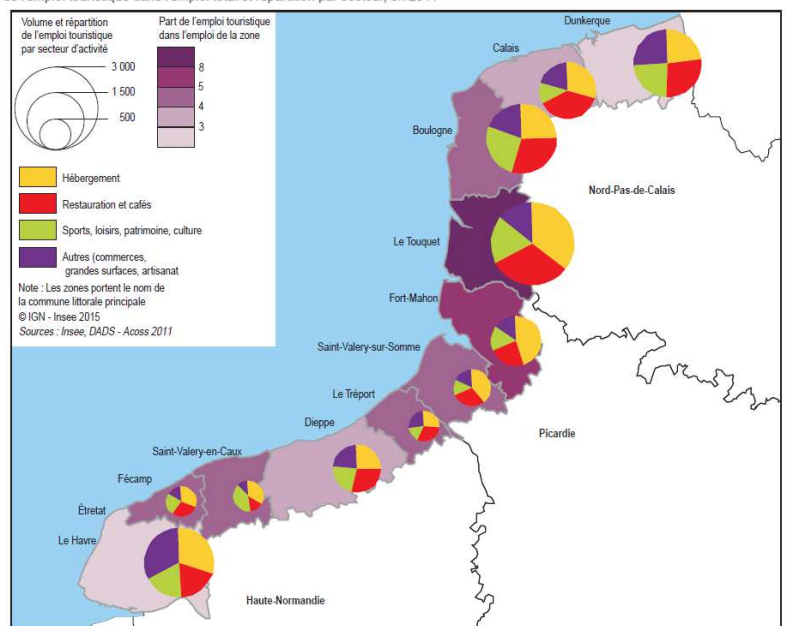 Volume et répartition
de l'emploi touristique
par secteur d'activité
3 000
1 500
500
Part de l'emploi touristique
dans l'emploi de la zone
8
5
4
3
Hébergement
Restauration et cafés
Sports, loisirs, patrimoine, culture
Autres (commerces,
grandes surfaces, artisanat
Note : Les zones portent le nom de
la commune littorale principale
© IGN - Insee 2015
Sources : Insee, DADS - Acoss 2011
Dunkerque
Calais
Boulogne
Nord-Pas-de-Calais
Le Touquet
Fort-Mahon
Saint-Valery-sur-Somme
Le Tréport
Dieppe
Picardie
Saint-Valery-en-Caux
Fécamp
Étretat
Le Havre
Haute-Normandie